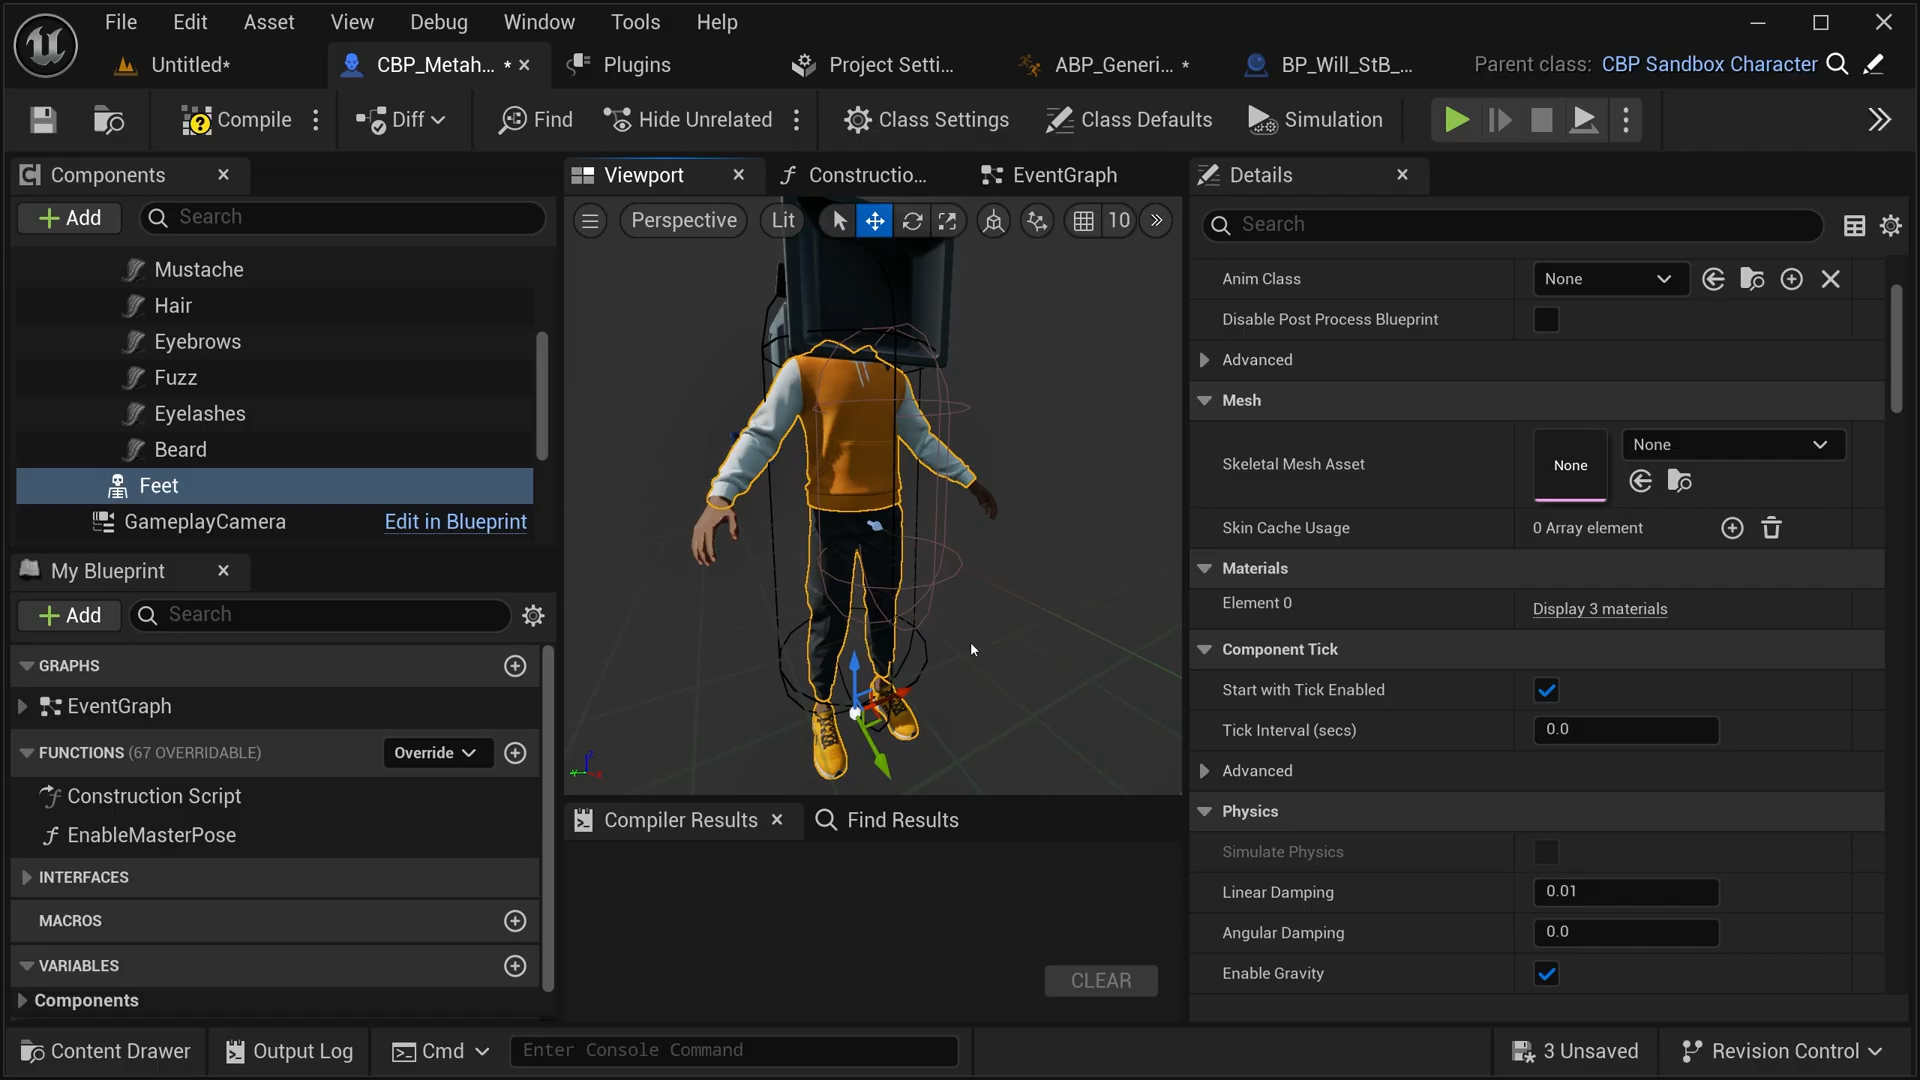 File Edit Asset View Debug Window Tools Help
Untitled* CBP_Metah... * Plugins Project Setti... ABP_Generi... * BP_Will_StB_... Parent class: CBP Sandbox Character
Compile Diff Find Hide Unrelated Class Settings Class Defaults Simulation
Components
Add Search
Mustache
Hair
Eyebrows
Fuzz
Eyelashes
Beard
Feet
GameplayCamera Edit in Blueprint
My Blueprint
Add Search
GRAPHS
EventGraph
FUNCTIONS (67 OVERRIDABLE) Override
Construction Script
EnableMasterPose
INTERFACES
MACROS
VARIABLES
Components
Viewport Constructio... EventGraph
Perspective Lit 10
Compiler Results Find Results
CLEAR
Details
Search
Anim Class None
Disable Post Process Blueprint
Advanced
Mesh
Skeletal Mesh Asset None None
Skin Cache Usage 0 Array element
Materials
Element 0 Display 3 materials
Component Tick
Start with Tick Enabled
Tick Interval (secs) 0.0
Advanced
Physics
Simulate Physics
Linear Damping 0.01
Angular Damping 0.0
Enable Gravity
Content Drawer Output Log Cmd Enter Console Command 3 Unsaved Revision Control